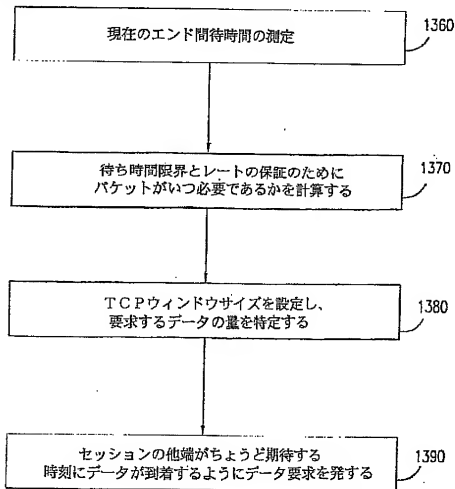 現在のエンド間待時間の測定
1360
待ち時間限界とレートの保証のために
パケットがいつ必要であるかを計算する
1370
TCPウィンドウサイズを設定し、
要求するデータの量を特定する
1380
セッションの他端がちょうど期待する
時刻にデータが到着するようにデータ要求を発する
1390